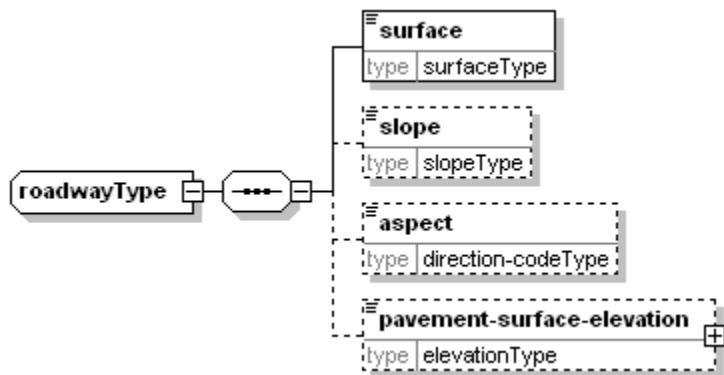 roadwayType
surface
type surfaceType
slope
type slopeType
aspect
type direction-codeType
pavement-surface-elevation
type elevationType